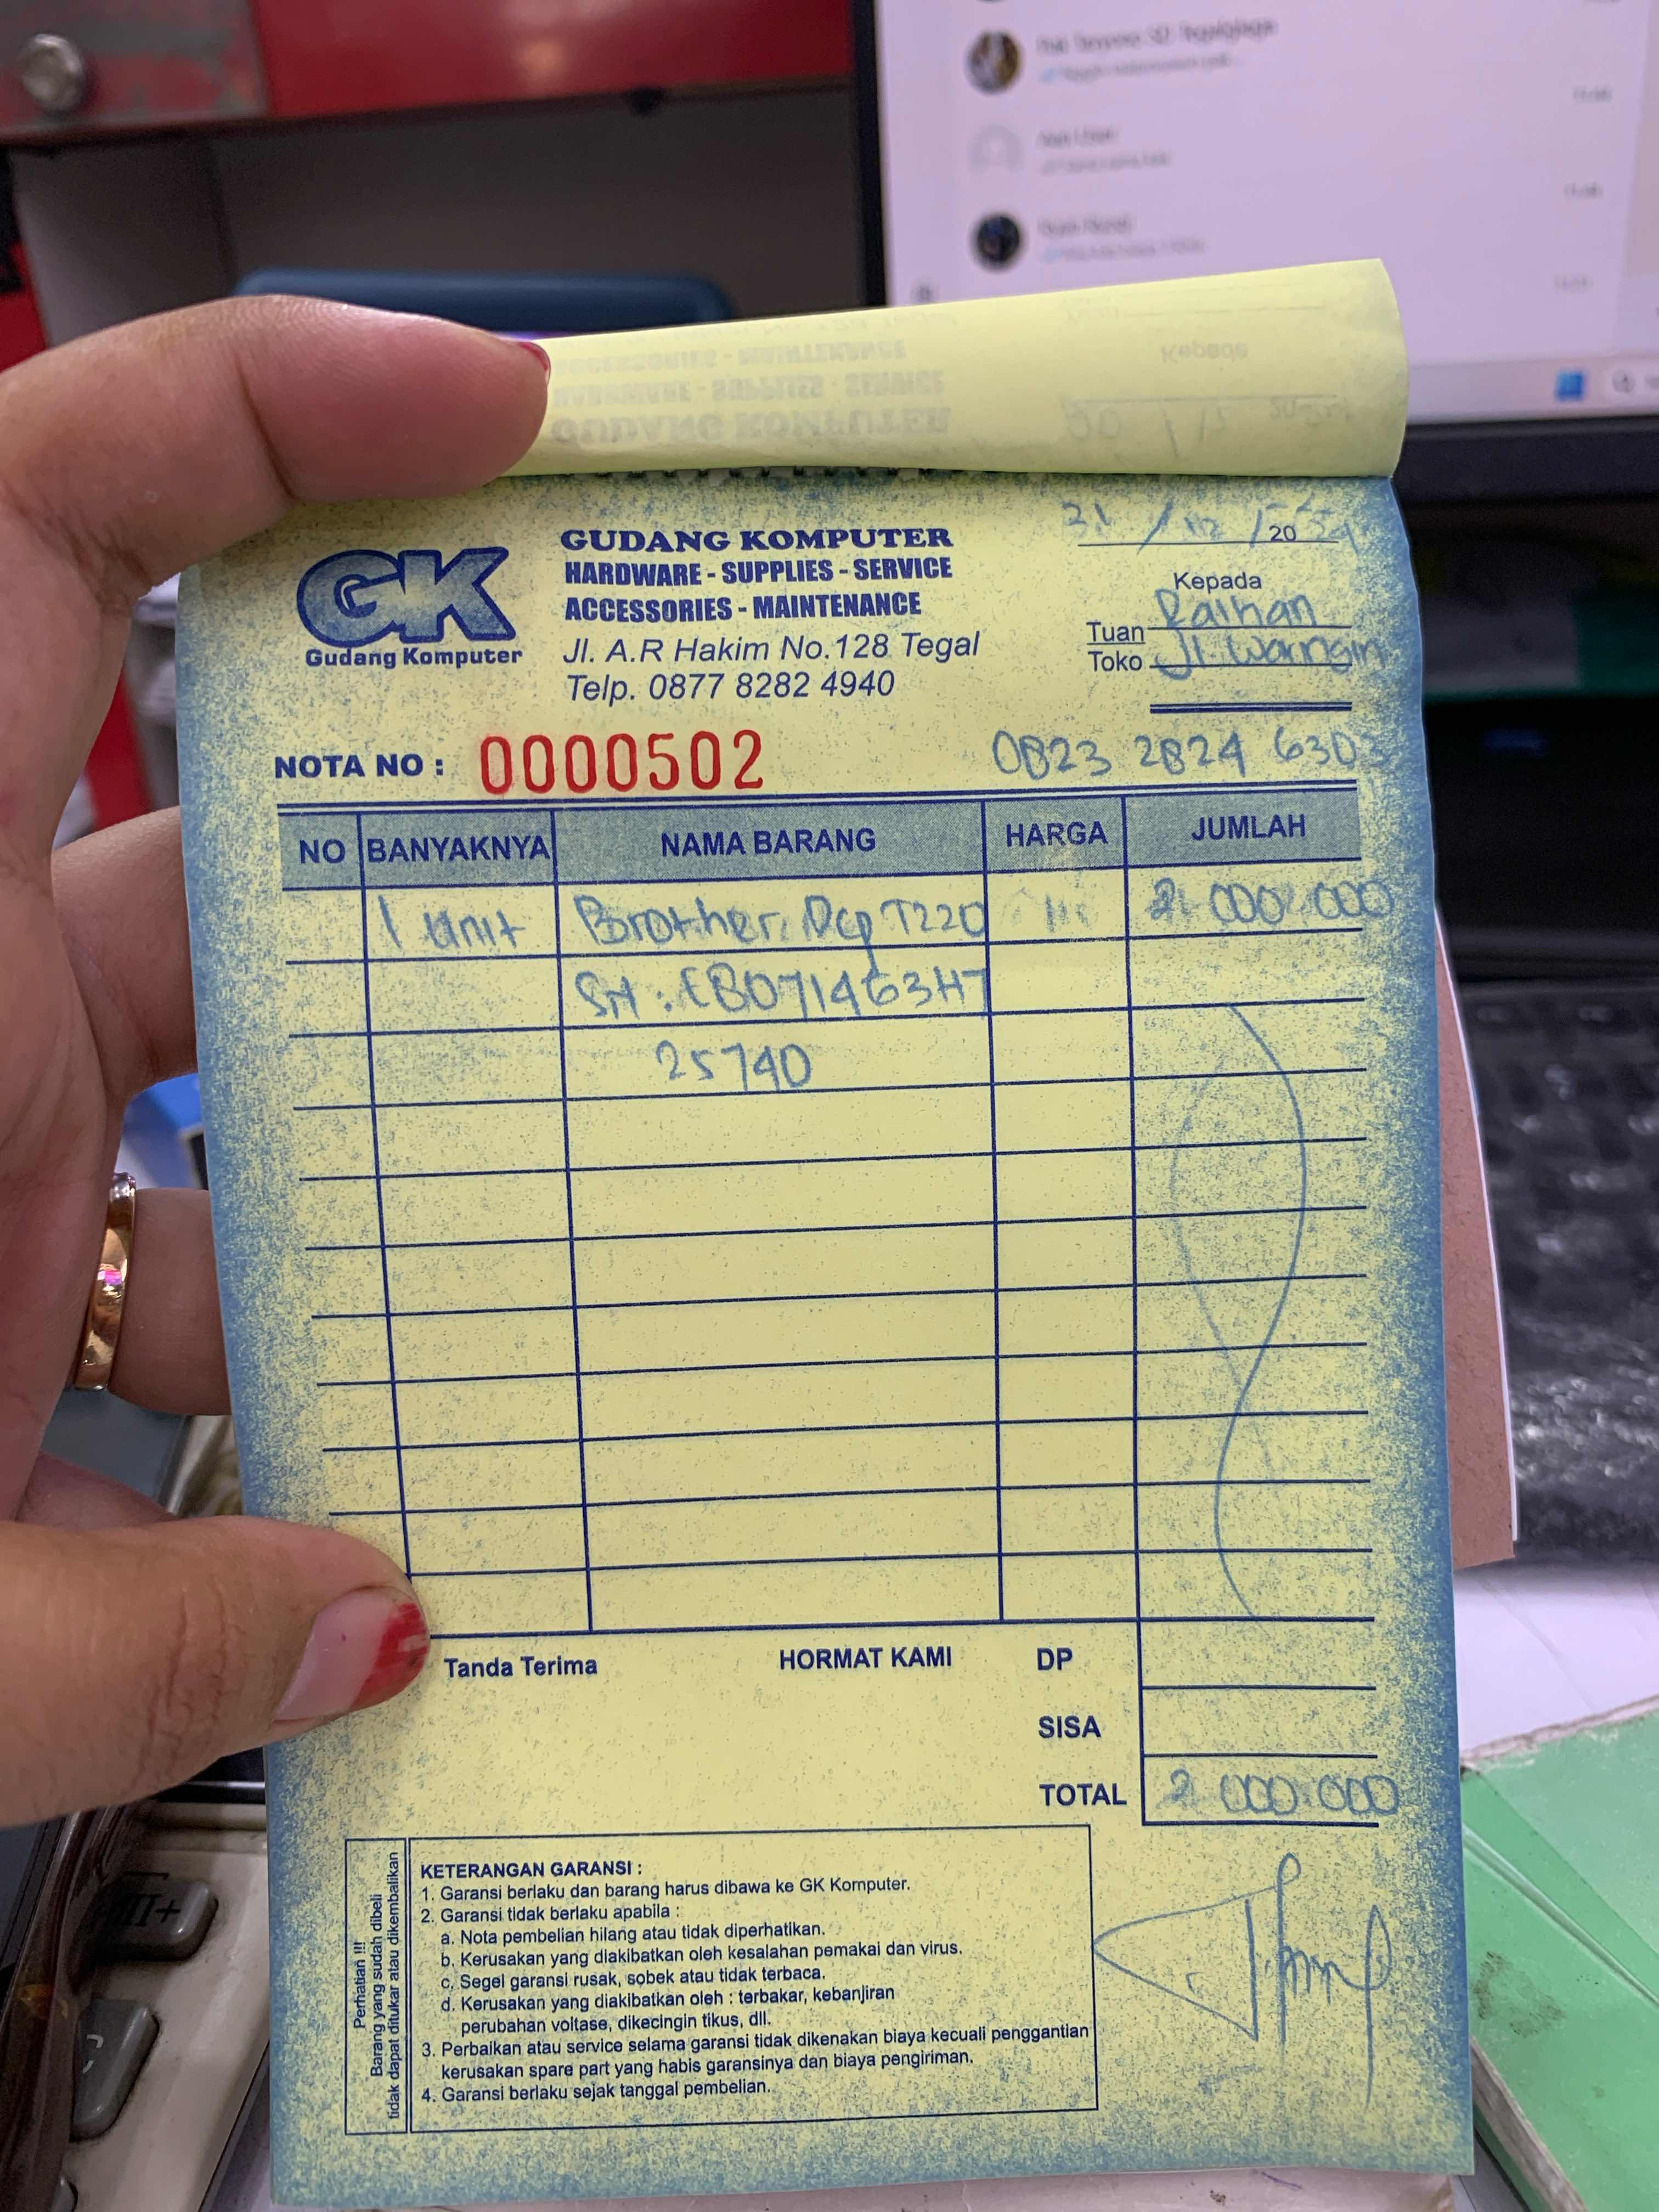 GUDANG KOMPUTER
HARDWARE - SUPPLIES - SERVICE
ACCESSORIES - MAINTENANCE
Jl. A.R Hakim No.128 Tegal
Telp. 0877 8282 4940
GK
Gudang Komputer
31 / 12 / 20
Kepada
Tuan Raihan
Toko Jl. Waringin
NOTA NO : 0000502
0823 2824 6303
NO BANYAKNYA NAMA BARANG HARGA JUMLAH
1 Unit Brother Dcp T220 2.000.000
SN : EB071463H7
25740
Tanda Terima HORMAT KAMI DP
SISA
TOTAL 2.000.000
Perhatian !!!
Barang yang sudah dibeli
tidak dapat ditukar atau dikembalikan
KETERANGAN GARANSI :
1. Garansi berlaku dan barang harus dibawa ke GK Komputer.
2. Garansi tidak berlaku apabila :
a. Nota pembelian hilang atau tidak diperhatikan.
b. Kerusakan yang diakibatkan oleh kesalahan pemakai dan virus.
c. Segel garansi rusak, sobek atau tidak terbaca.
d. Kerusakan yang diakibatkan oleh : terbakar, kebanjiran
perubahan voltase, dikecingin tikus, dll.
3. Perbaikan atau service selama garansi tidak dikenakan biaya kecuali penggantian
kerusakan spare part yang habis garansinya dan biaya pengiriman.
4. Garansi berlaku sejak tanggal pembelian.